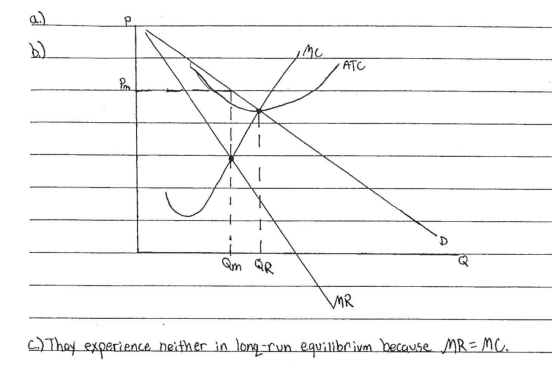 a.)
P
b.)
MC
ATC
Pm
D
Q
Qm QR
MR
c.) They experience neither in long-run equilibrium because MR = MC.